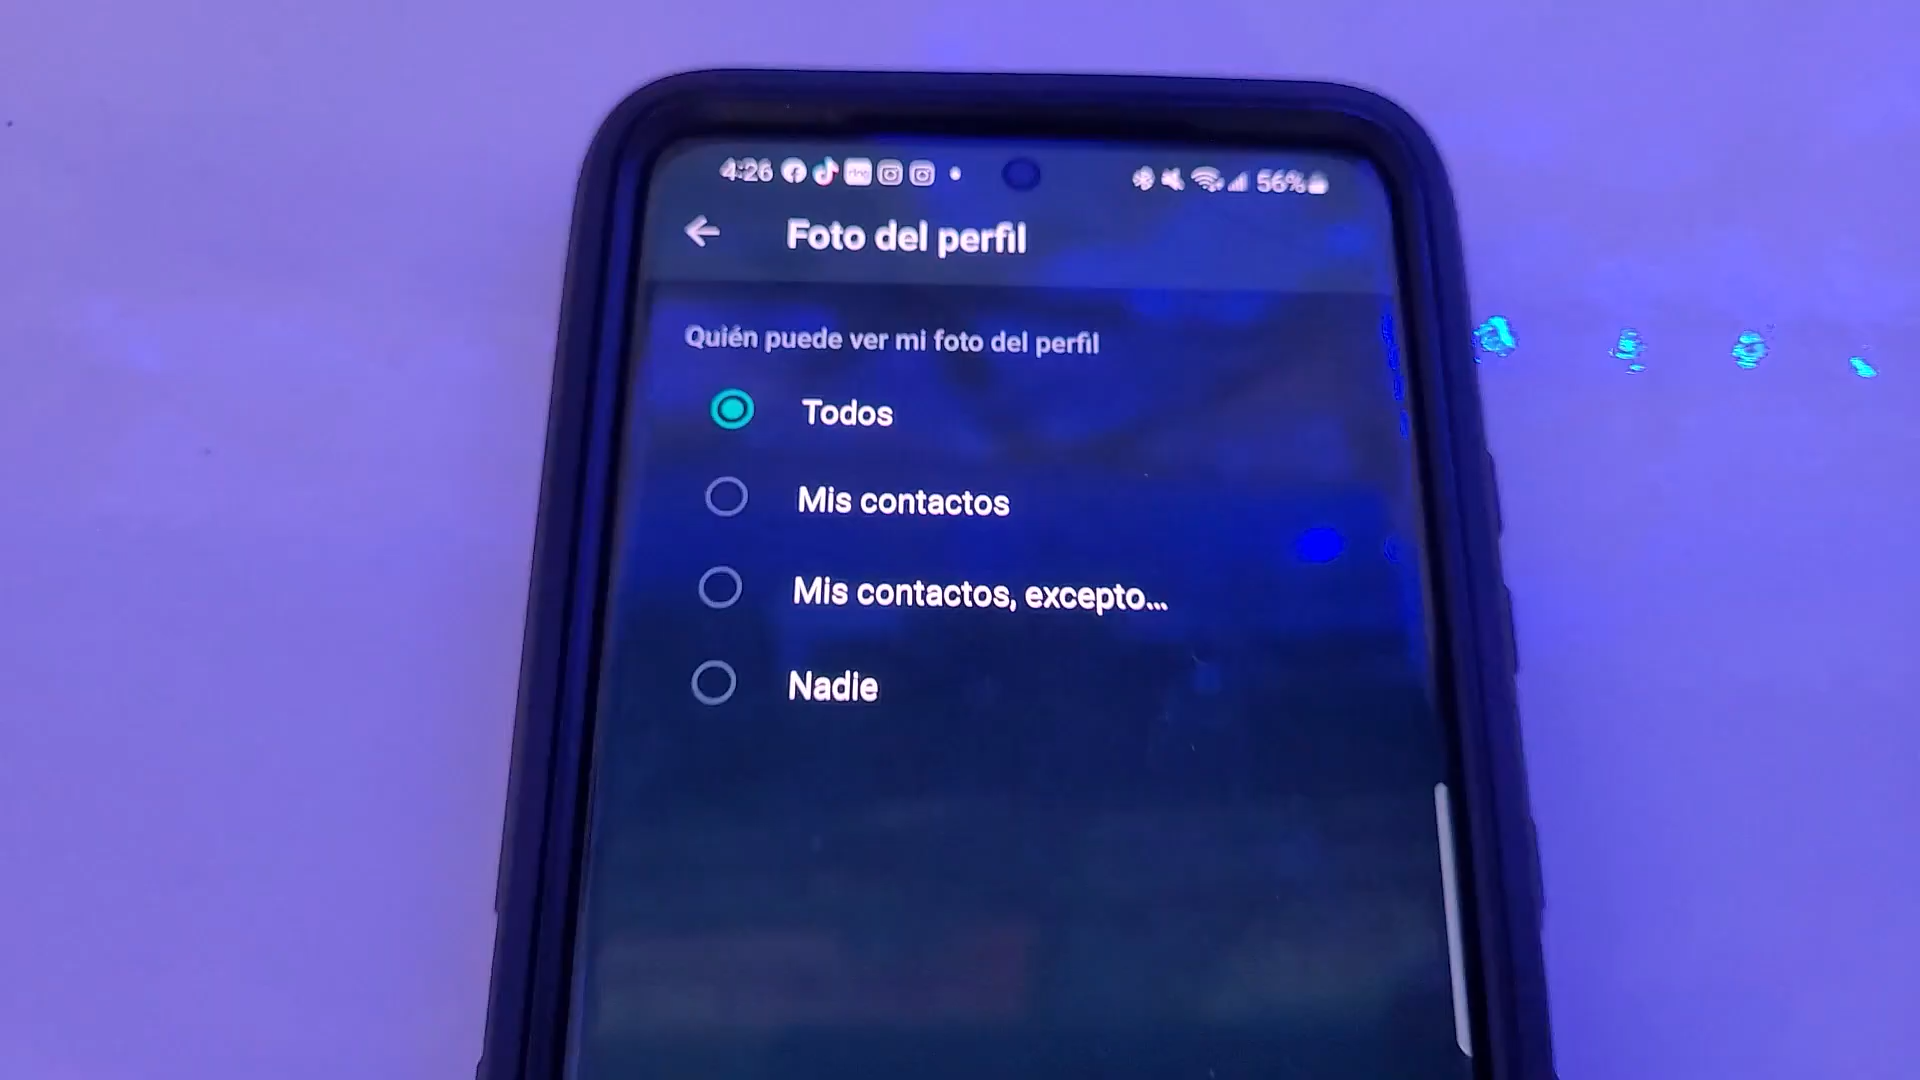 4:26 56%
Foto del perfil
Quién puede ver mi foto del perfil
Todos
Mis contactos
Mis contactos, excepto...
Nadie